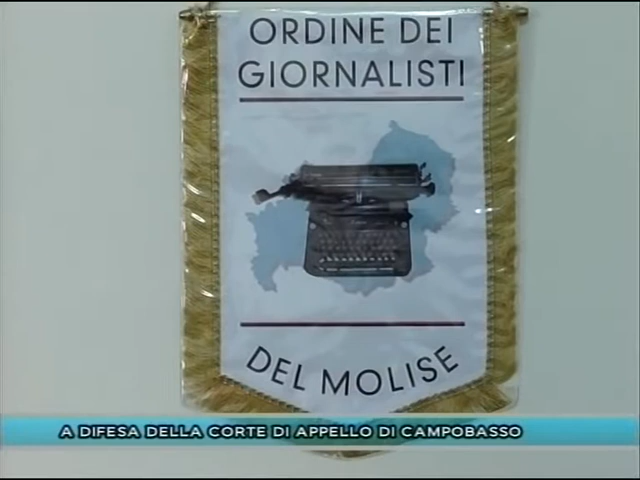 ORDINE DEI
GIORNALISTI
DEL MOLISE
A DIFESA DELLA CORTE DI APPELLO DI CAMPOBASSO